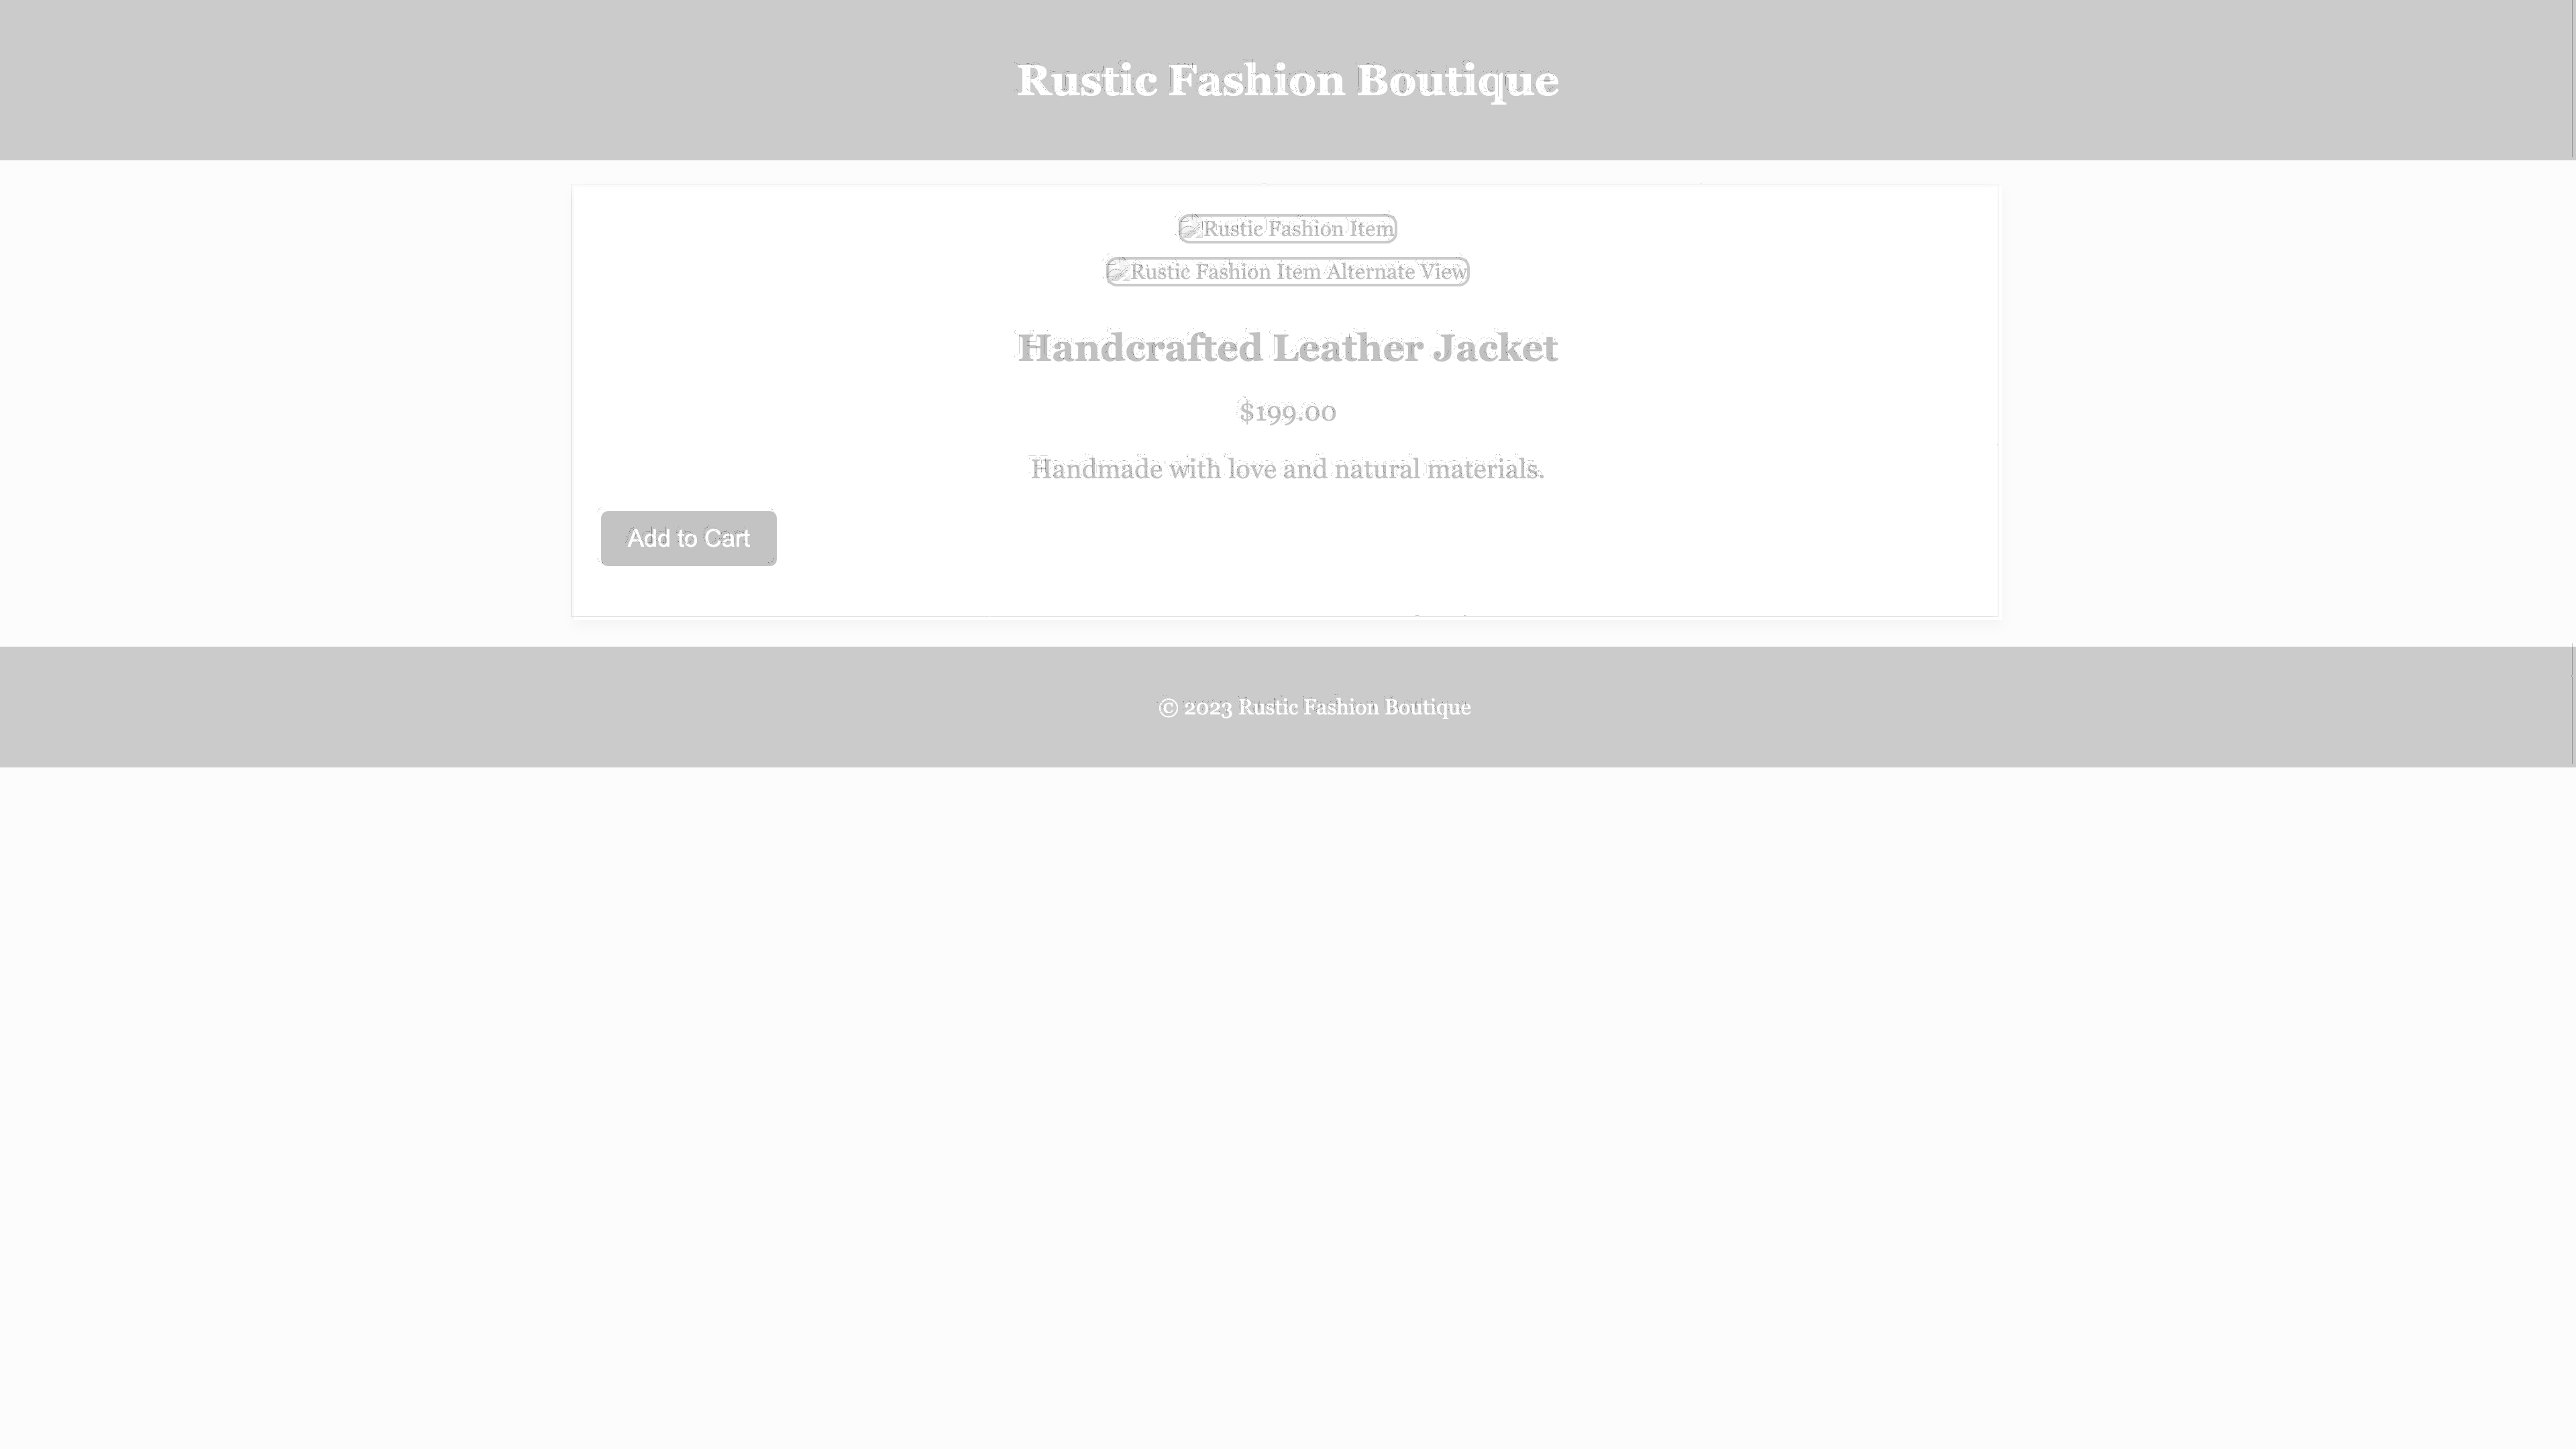 Rustic Fashion Boutique
Rustic Fashion Item
Rustic Fashion Item Alternate View
Handcrafted Leather Jacket
$199.00
Handmade with love and natural materials.
Add to Cart
© 2023 Rustic Fashion Boutique